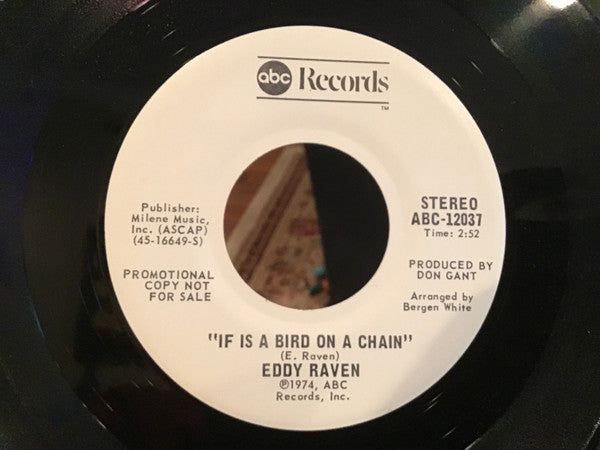 abc Records
TM
Publisher:
Milene Music,
Inc. (ASCAP)
(45-16649-S)
PROMOTIONAL
COPY NOT
FOR SALE
STEREO
ABC-12037
Time: 2:52
PRODUCED BY
DON GANT
Arranged by
Bergen White
"IF IS A BIRD ON A CHAIN"
(E. Raven)
EDDY RAVEN
Ⓟ1974, ABC
Records, Inc.